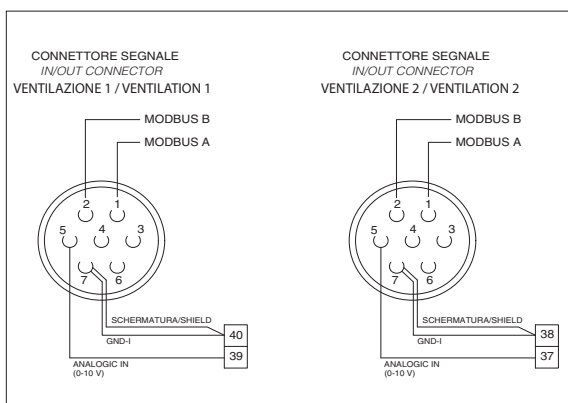 CONNETTORE SEGNALE
IN/OUT CONNECTOR
VENTILAZIONE 1 / VENTILATION 1
MODBUS B
MODBUS A
2
1
5
4
3
7
6
SCHERMATURA/SHIELD
40
GND-I
39
ANALOGIC IN
(0-10 V)
CONNETTORE SEGNALE
IN/OUT CONNECTOR
VENTILAZIONE 2 / VENTILATION 2
MODBUS B
MODBUS A
2
1
5
4
3
7
6
SCHERMATURA/SHIELD
38
GND-I
37
ANALOGIC IN
(0-10 V)